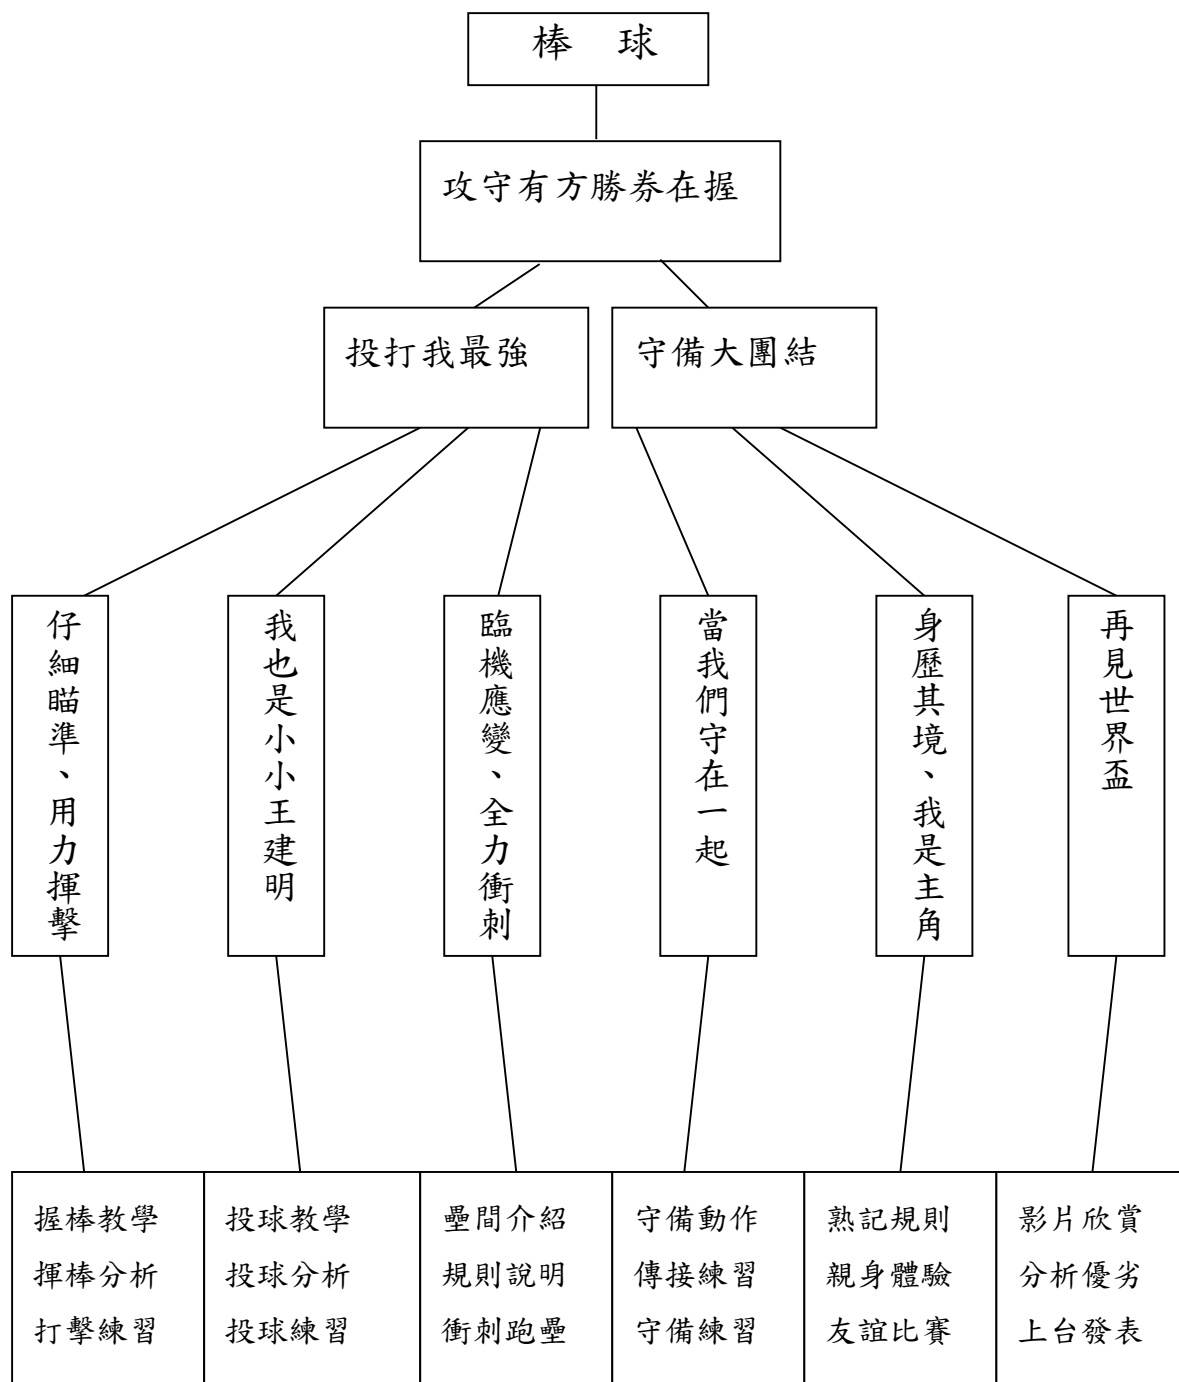 棒 球
攻守有方勝券在握
投打我最強
守備大團結
仔細瞄準、用力揮擊
我也是小小王建明
臨機應變、全力衝刺
當我們守在一起
身歷其境、我是主角
再見世界盃
握棒教學
揮棒分析
打擊練習
投球教學
投球分析
投球練習
壘間介紹
規則說明
衝刺跑壘
守備動作
傳接練習
守備練習
熟記規則
親身體驗
友誼比賽
影片欣賞
分析優劣
上台發表